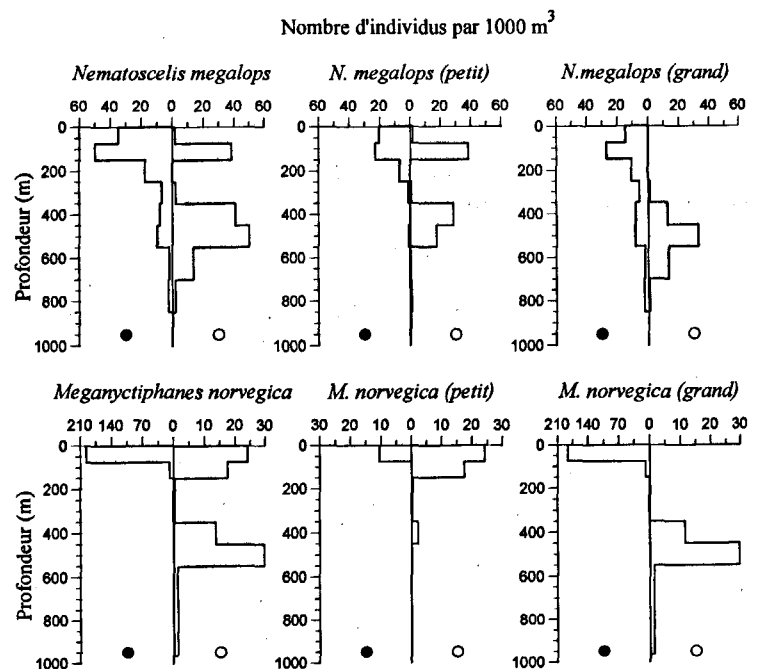 Nombre d'individus par 1000 m³
Nematoscelis megalops
N. megalops (petit)
N.megalops (grand)
60 40 20 0 20 40 60
60 40 20 0 20 40 60
60 40 20 0 20 40 60
Profondeur (m)
0
200
400
600
800
1000
0
200
400
600
800
1000
0
200
400
600
800
1000
Meganyctiphanes norvegica
M. norvegica (petit)
M. norvegica (grand)
210 140 70 0 10 20 30
30 20 10 0 10 20 30
210 140 70 0 10 20 30
Profondeur (m)
0
200
400
600
800
1000
0
200
400
600
800
1000
0
200
400
600
800
1000